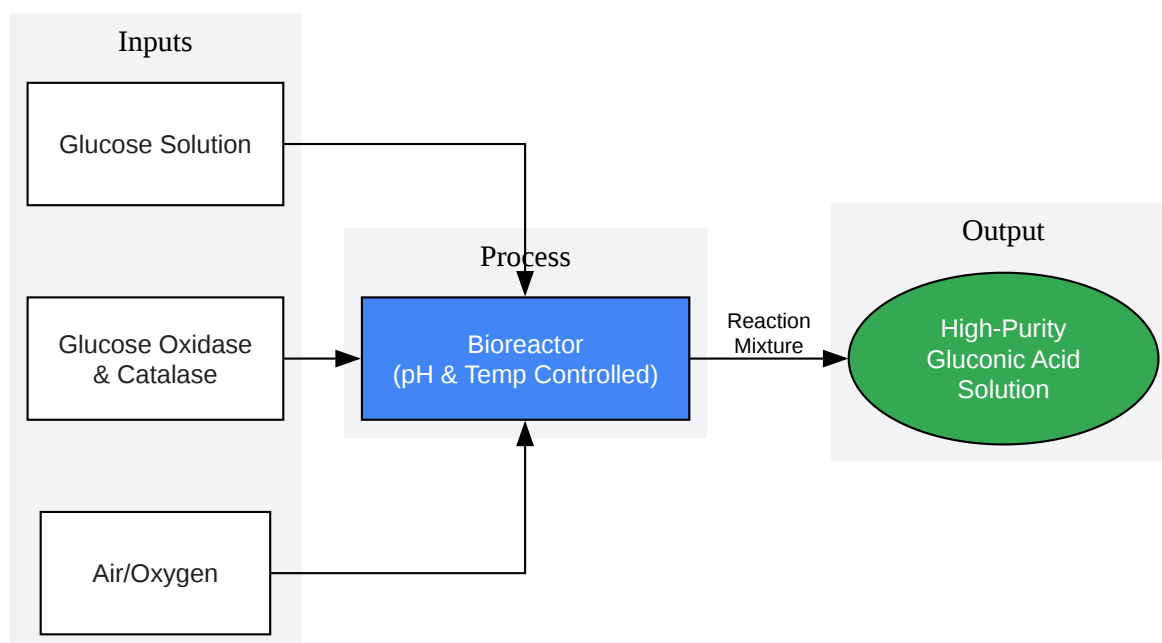 Inputs
Glucose Solution
Glucose Oxidase
& Catalase
Air/Oxygen
Process
Bioreactor
(pH & Temp Controlled)
Reaction
Mixture
Output
High-Purity
Gluconic Acid
Solution